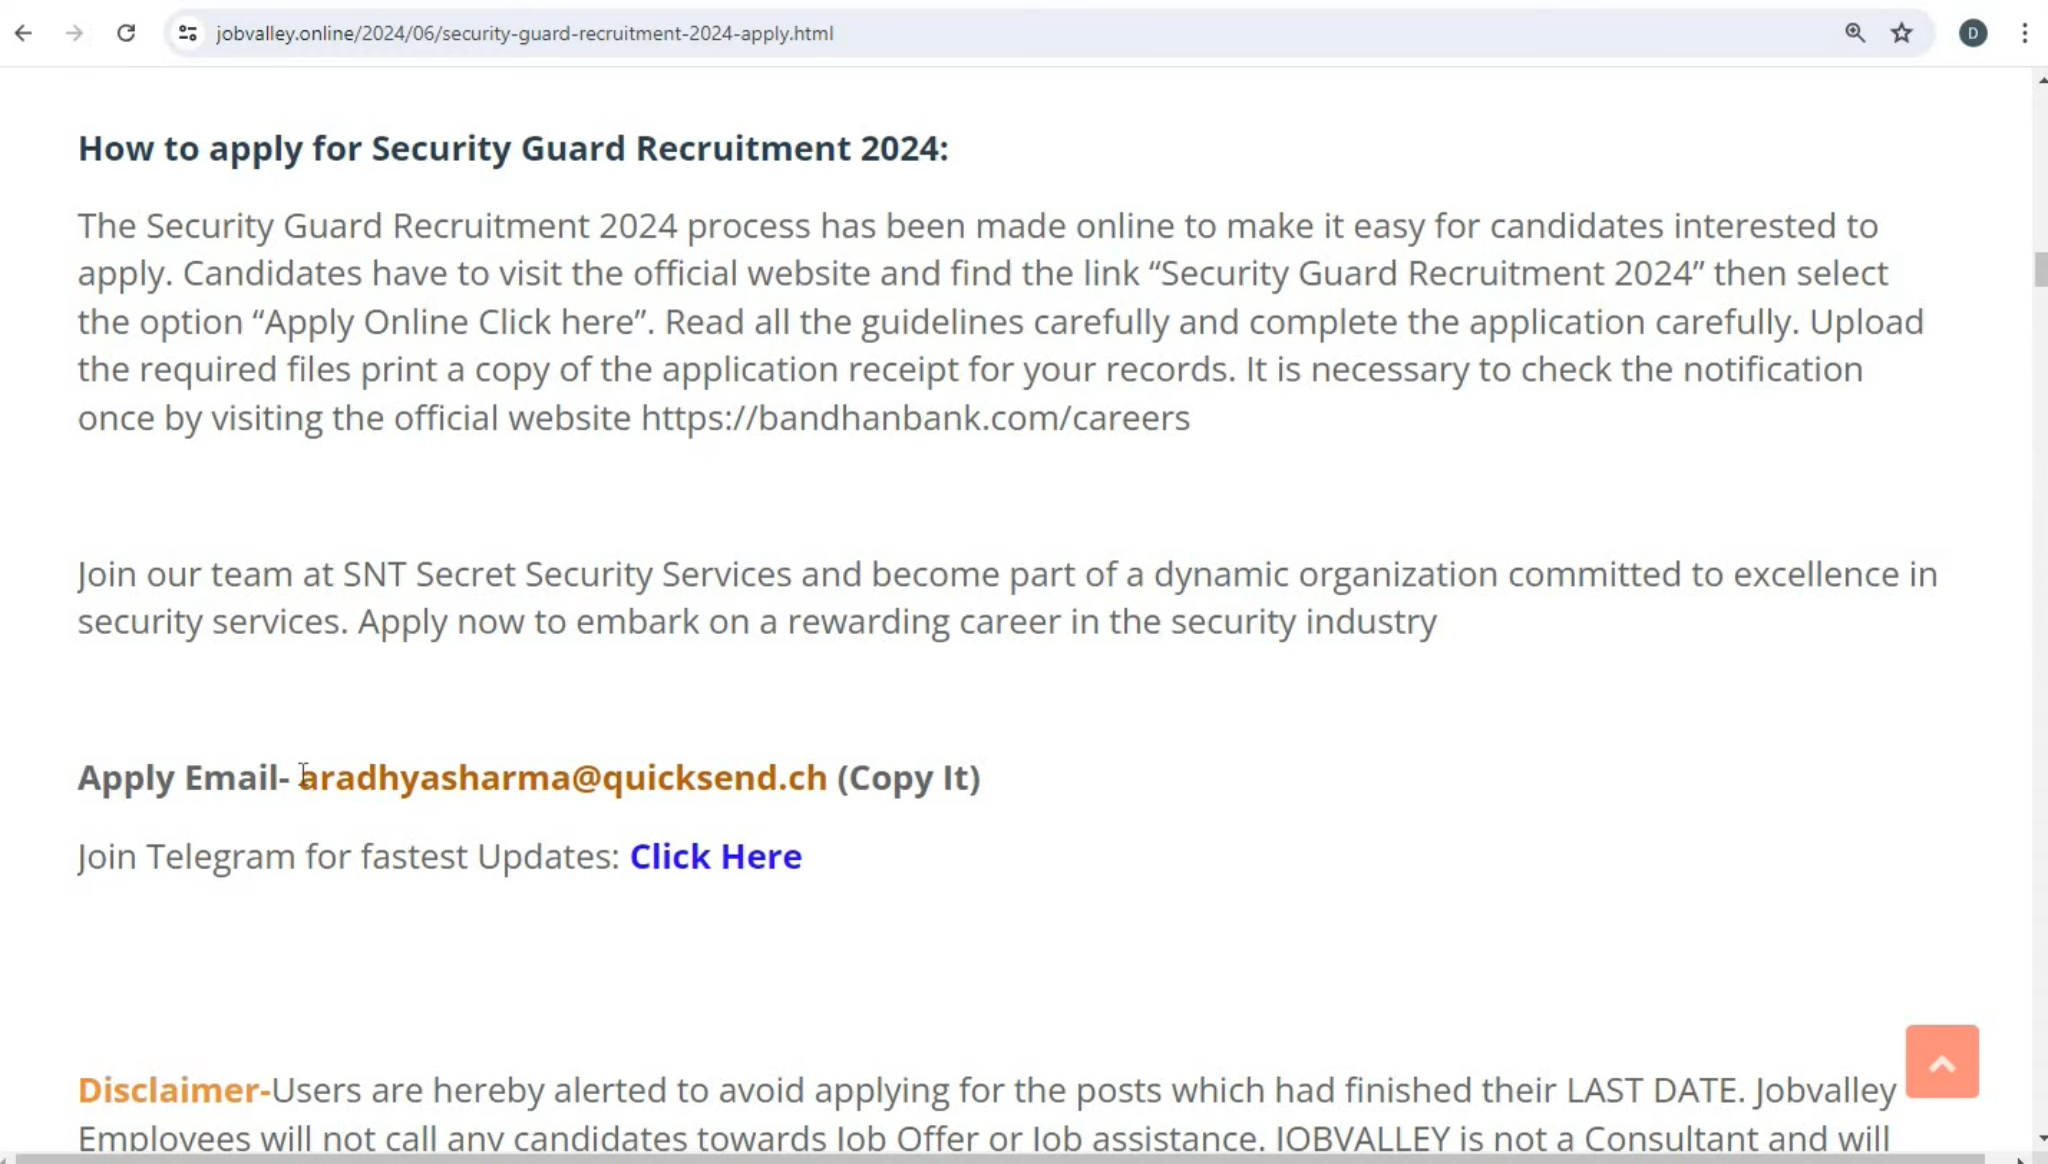 jobvalley.online/2024/06/security-guard-recruitment-2024-apply.html
D
How to apply for Security Guard Recruitment 2024:
The Security Guard Recruitment 2024 process has been made online to make it easy for candidates interested to
apply. Candidates have to visit the official website and find the link “Security Guard Recruitment 2024” then select
the option “Apply Online Click here”. Read all the guidelines carefully and complete the application carefully. Upload
the required files print a copy of the application receipt for your records. It is necessary to check the notification
once by visiting the official website https://bandhanbank.com/careers
Join our team at SNT Secret Security Services and become part of a dynamic organization committed to excellence in
security services. Apply now to embark on a rewarding career in the security industry
Apply Email- aradhyasharma@quicksend.ch (Copy It)
Join Telegram for fastest Updates: Click Here
Disclaimer-Users are hereby alerted to avoid applying for the posts which had finished their LAST DATE. Jobvalley
Employees will not call any candidates towards Job Offer or Job assistance. JOBVALLEY is not a Consultant and will